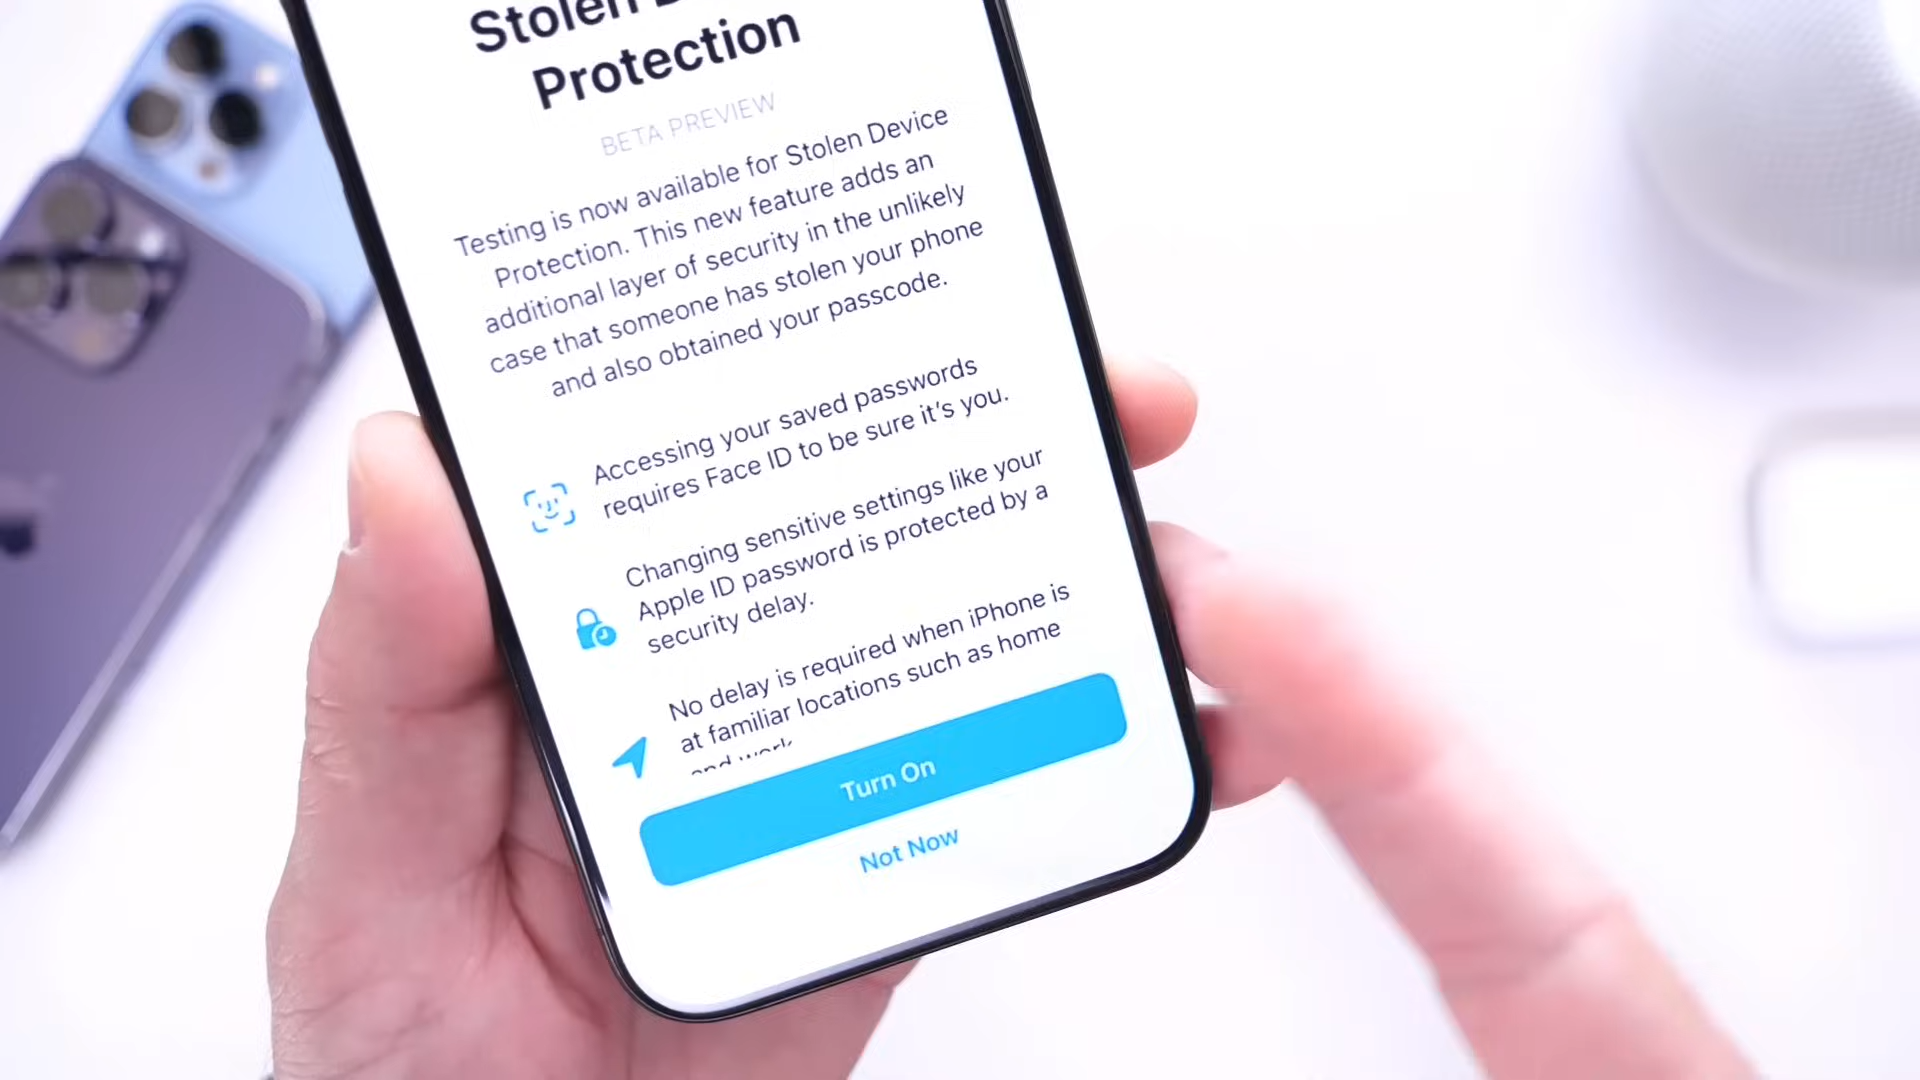 Stolen
Protection
BETA PREVIEW
Testing is now available for Stolen Device
Protection. This new feature adds an
additional layer of security in the unlikely
case that someone has stolen your phone
and also obtained your passcode.
Accessing your saved passwords
requires Face ID to be sure it's you.
Changing sensitive settings like your
Apple ID password is protected by a
security delay.
No delay is required when iPhone is
at familiar locations such as home
and work
Turn On
Not Now